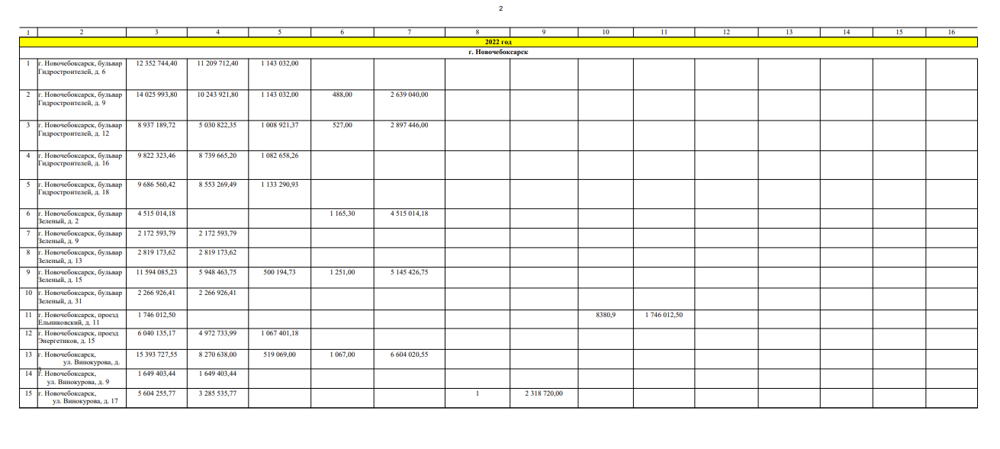 2
1 2 3 4 5 6 7 8 9 10 11 12 13 14 15 16
2022 год
г. Новочебоксарск
1 г. Новочебоксарск, бульвар 12 352 744,40 11 209 712,40 1 143 032,00
Гидростроителей, д. 6
2 г. Новочебоксарск, бульвар 14 025 993,80 10 243 921,80 1 143 032,00 488,00 2 639 040,00
Гидростроителей, д. 9
3 г. Новочебоксарск, бульвар 8 937 189,72 5 030 822,35 1 008 921,37 527,00 2 897 446,00
Гидростроителей, д. 12
4 г. Новочебоксарск, бульвар 9 822 323,46 8 739 665,20 1 082 658,26
Гидростроителей, д. 16
5 г. Новочебоксарск, бульвар 9 686 560,42 8 553 269,49 1 133 290,93
Гидростроителей, д. 18
6 г. Новочебоксарск, бульвар 4 515 014,18 1 165,30 4 515 014,18
Зеленый, д. 2
7 г. Новочебоксарск, бульвар 2 172 593,79 2 172 593,79
Зеленый, д. 9
8 г. Новочебоксарск, бульвар 2 819 173,62 2 819 173,62
Зеленый, д. 13
9 г. Новочебоксарск, бульвар 11 594 085,23 5 948 463,75 500 194,73 1 251,00 5 145 426,75
Зеленый, д. 15
10 г. Новочебоксарск, бульвар 2 266 926,41 2 266 926,41
Зеленый, д. 31
11 г. Новочебоксарск, проезд 1 746 012,50 8380,9 1 746 012,50
Ельниковский, д. 11
12 г. Новочебоксарск, проезд 6 040 135,17 4 972 733,99 1 067 401,18
Энергетиков, д. 15
13 г. Новочебоксарск, 15 393 727,55 8 270 638,00 519 069,00 1 067,00 6 604 020,55
ул. Винокурова, д.
14 г. Новочебоксарск, 1 649 403,44 1 649 403,44
ул. Винокурова, д. 9
15 г. Новочебоксарск, 5 604 255,77 3 285 535,77 1 2 318 720,00
ул. Винокурова, д. 17